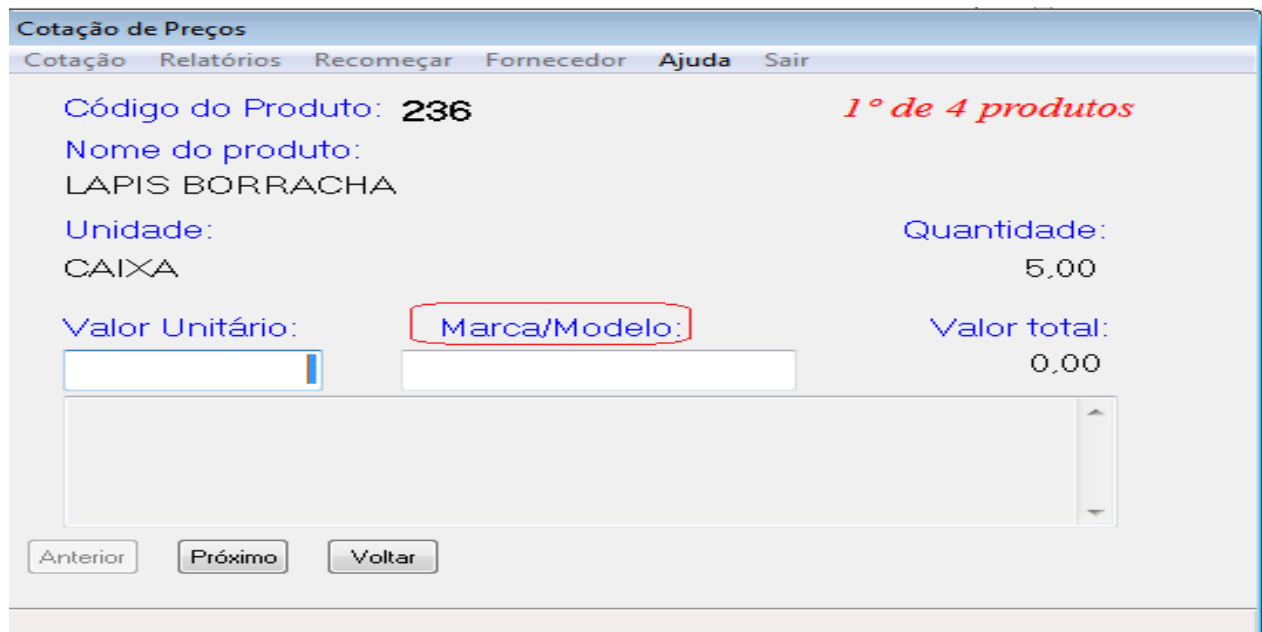 Cotação de Preços
Cotação Relatórios Recomeçar Fornecedor Ajuda Sair
Código do Produto: 236 1º de 4 produtos
Nome do produto:
LAPIS BORRACHA
Unidade: Quantidade:
CAIXA 5,00
Valor Unitário: Marca/Modelo: Valor total:
0,00
Anterior Próximo Voltar